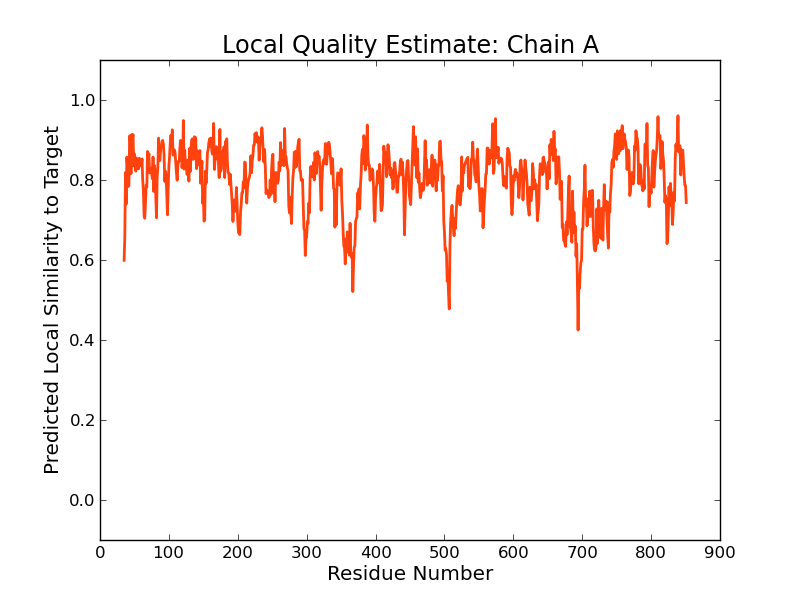 Local Quality Estimate: Chain A
Predicted Local Similarity to Target
1.0
0.8
0.6
0.4
0.2
0.0
0 100 200 300 400 500 600 700 800 900
Residue Number